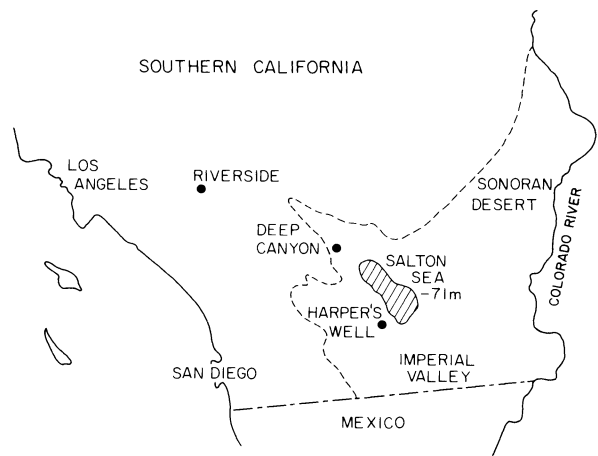 SOUTHERN CALIFORNIA
LOS
ANGELES
RIVERSIDE
SONORAN
DESERT
COLORADO RIVER
DEEP
CANYON
SALTON
SEA
-71m
HARPER'S
WELL
IMPERIAL
VALLEY
SAN DIEGO
MEXICO